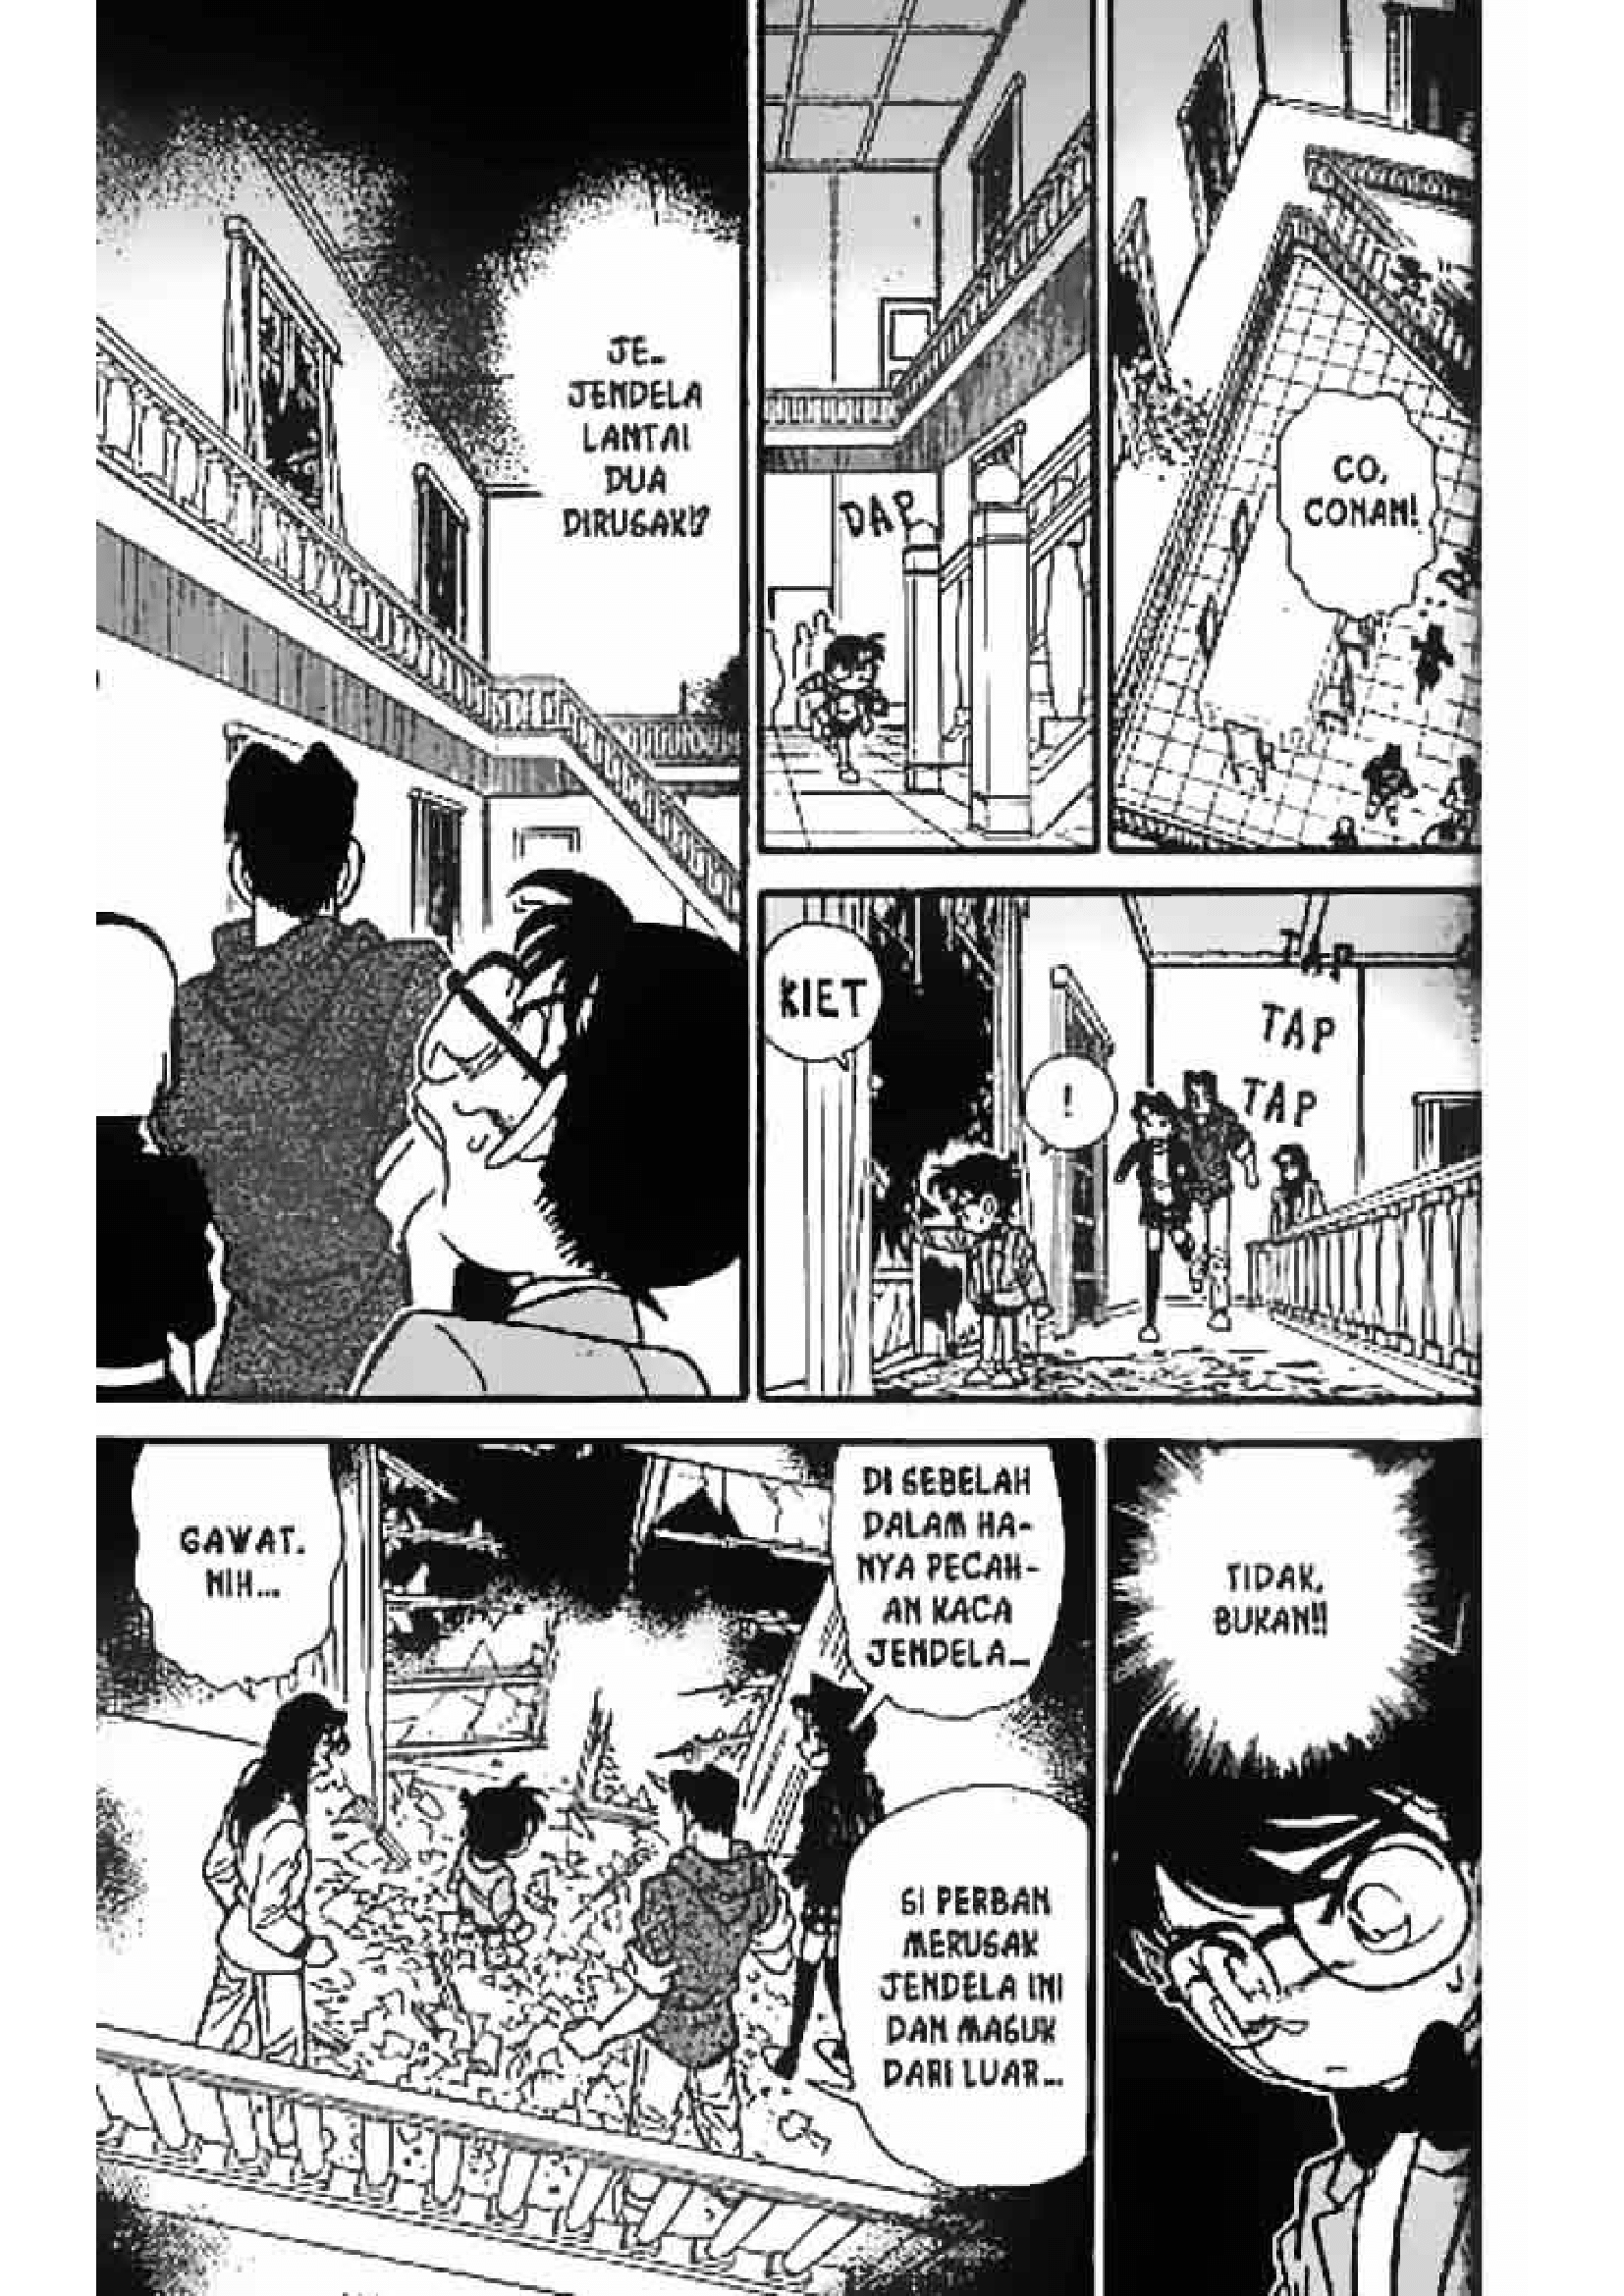 CO,
CONAN!
DAP
JE...
JENDELA
LANTAI
DUA
DIRUSAK!?
TAP
TAP
TAP
!
KIET
TIDAK,
BUKAN!!
DI SEBELAH
DALAM HA-
NYA PECAH-
AN KACA
JENDELA...
SI PERBAN
MERUSAK
JENDELA INI
DAN MASUK
DARI LUAR...
GAWAT.
NIH...